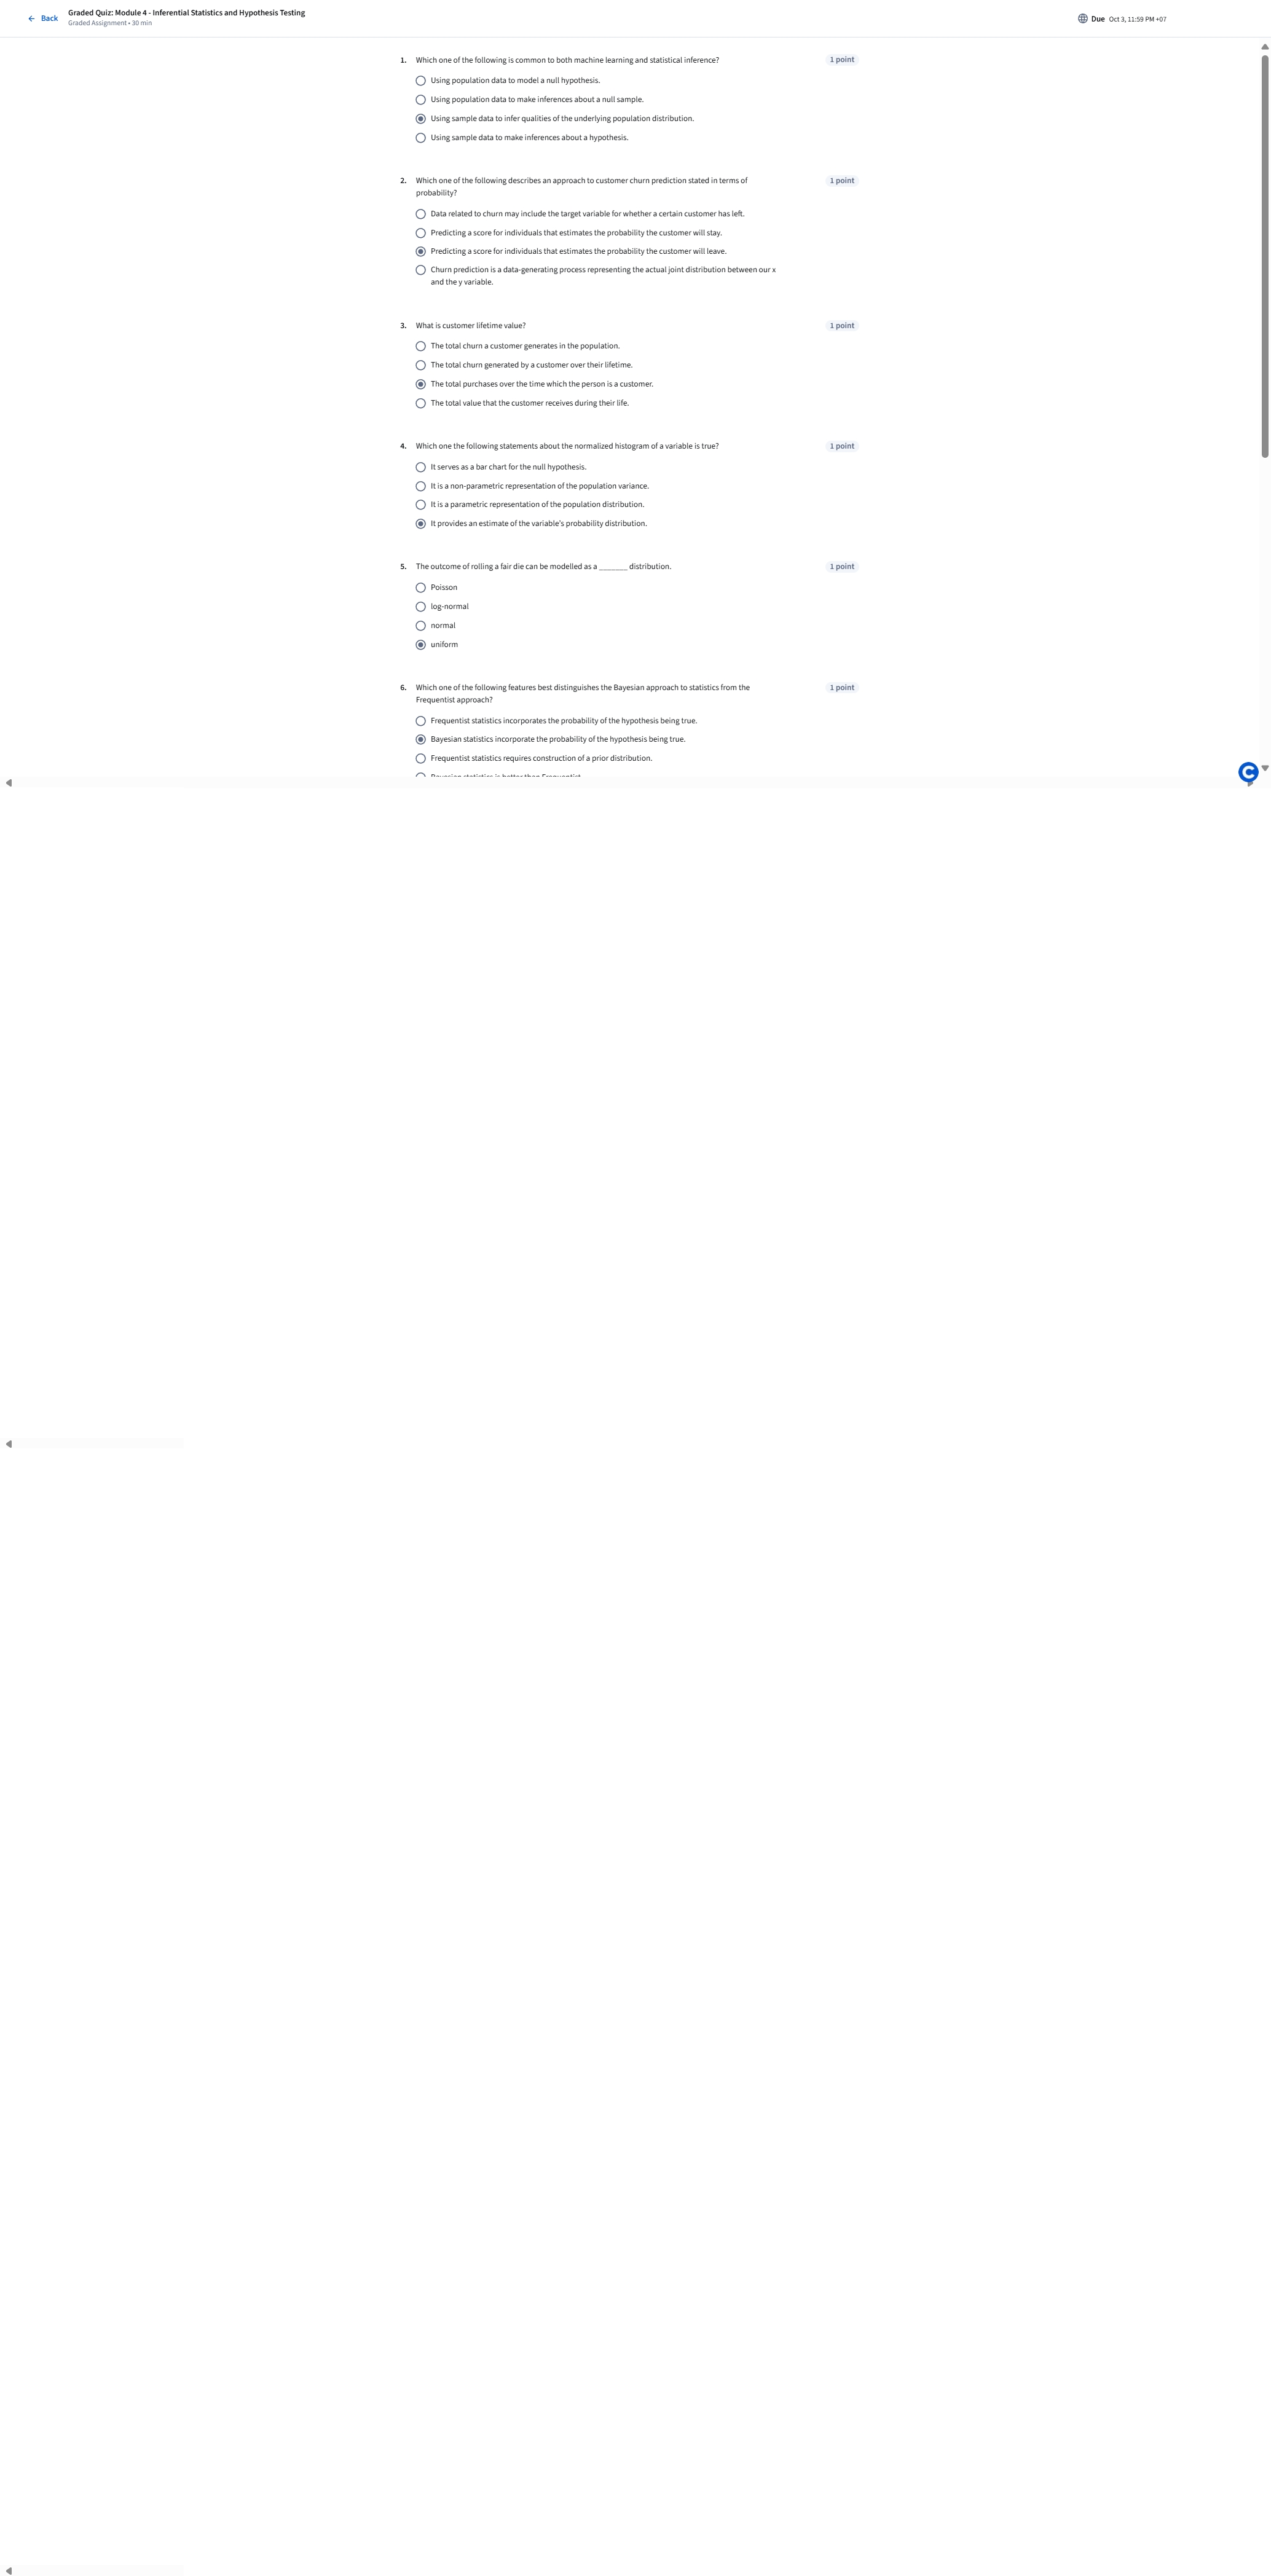 Back
Graded Quiz: Module 4 - Inferential Statistics and Hypothesis Testing
Graded Assignment • 30 min
Due Oct 3, 11:59 PM +07
1. Which one of the following is common to both machine learning and statistical inference? 1 point
Using population data to model a null hypothesis.
Using population data to make inferences about a null sample.
Using sample data to infer qualities of the underlying population distribution.
Using sample data to make inferences about a hypothesis.
2. Which one of the following describes an approach to customer churn prediction stated in terms of 1 point
probability?
Data related to churn may include the target variable for whether a certain customer has left.
Predicting a score for individuals that estimates the probability the customer will stay.
Predicting a score for individuals that estimates the probability the customer will leave.
Churn prediction is a data-generating process representing the actual joint distribution between our x
and the y variable.
3. What is customer lifetime value? 1 point
The total churn a customer generates in the population.
The total churn generated by a customer over their lifetime.
The total purchases over the time which the person is a customer.
The total value that the customer receives during their life.
4. Which one the following statements about the normalized histogram of a variable is true? 1 point
It serves as a bar chart for the null hypothesis.
It is a non-parametric representation of the population variance.
It is a parametric representation of the population distribution.
It provides an estimate of the variable's probability distribution.
5. The outcome of rolling a fair die can be modelled as a _______ distribution. 1 point
Poisson
log-normal
normal
uniform
6. Which one of the following features best distinguishes the Bayesian approach to statistics from the 1 point
Frequentist approach?
Frequentist statistics incorporates the probability of the hypothesis being true.
Bayesian statistics incorporate the probability of the hypothesis being true.
Frequentist statistics requires construction of a prior distribution.
Bayesian statistics is better than Frequentist.